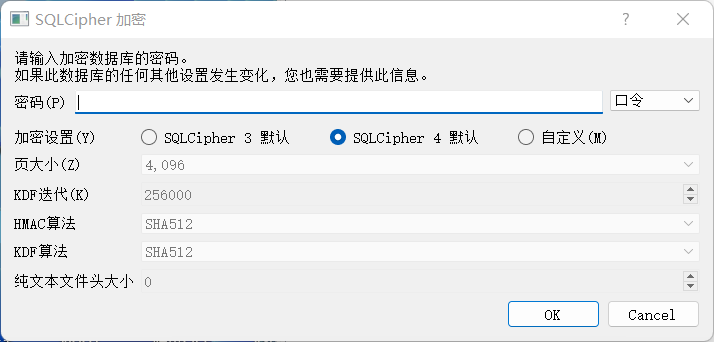 SQLCipher 加密
请输入加密数据库的密码。
如果此数据库的任何其他设置发生变化，您也需要提供此信息。
密码(P) 口令
加密设置(Y) SQLCipher 3 默认 SQLCipher 4 默认 自定义(M)
页大小(Z) 4,096
KDF迭代(K) 256000
HMAC算法 SHA512
KDF算法 SHA512
纯文本文件头大小 0
OK Cancel